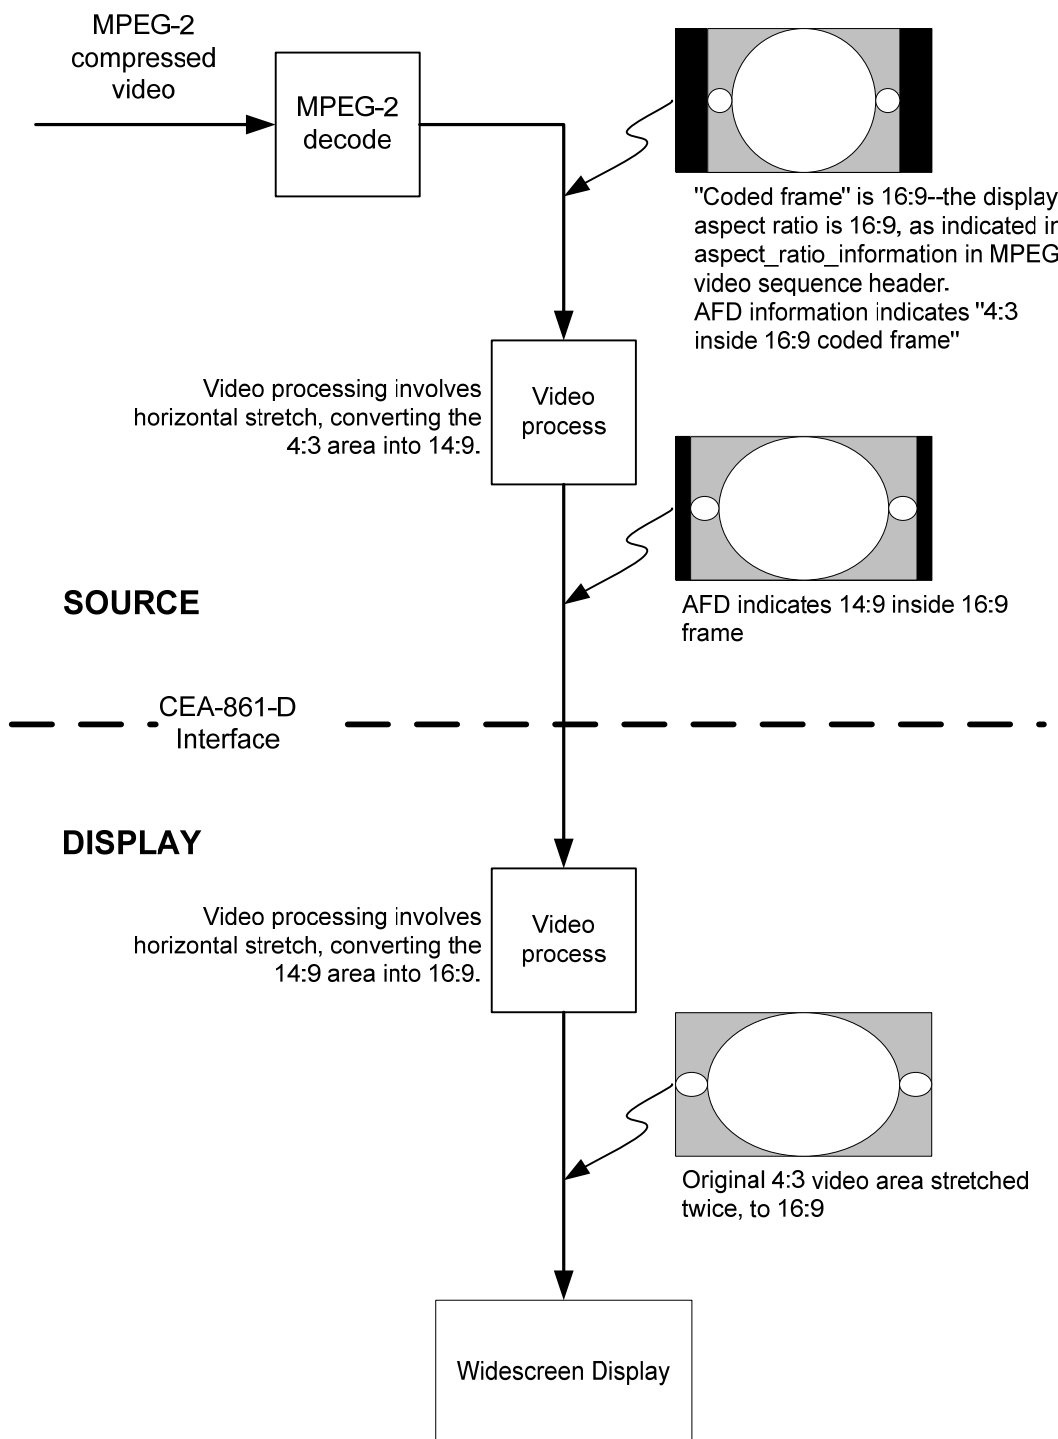 MPEG-2
compressed
video
MPEG-2
decode
"Coded frame" is 16:9--the display
aspect ratio is 16:9, as indicated in
aspect_ratio_information in MPEG
video sequence header.
AFD information indicates "4:3
inside 16:9 coded frame"
Video processing involves
horizontal stretch, converting the
4:3 area into 14:9.
Video
process
AFD indicates 14:9 inside 16:9
frame
SOURCE
CEA-861-D
Interface
DISPLAY
Video processing involves
horizontal stretch, converting the
14:9 area into 16:9.
Video
process
Original 4:3 video area stretched
twice, to 16:9
Widescreen Display